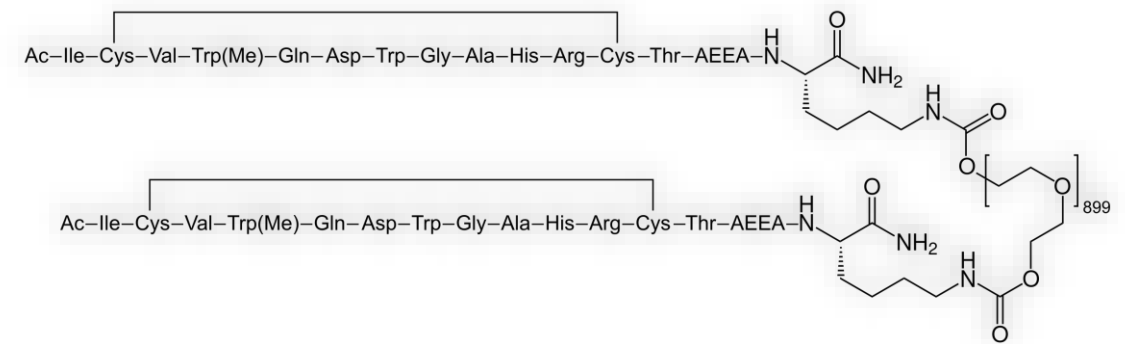 Ac–Ile–Cys–Val–Trp(Me)–Gln–Asp–Trp–Gly–Ala–His–Arg–Cys–Thr–AEEA–N
H
O
NH2
H
N
O
O
O
899
Ac–Ile–Cys–Val–Trp(Me)–Gln–Asp–Trp–Gly–Ala–His–Arg–Cys–Thr–AEEA–N
H
O
NH2
H
N
O
O